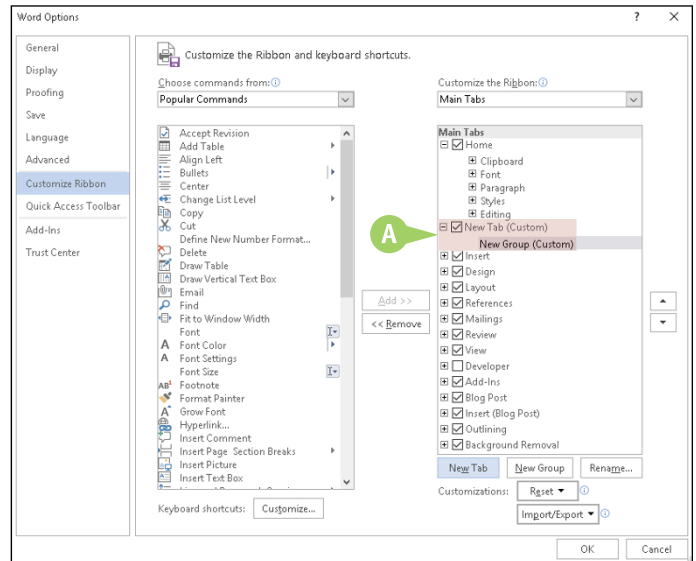 Word Options
?
General
Display
Proofing
Save
Language
Advanced
Customize Ribbon
Quick Access Toolbar
Add-Ins
Trust Center
Customize the Ribbon and keyboard shortcuts.
Choose commands from:
Popular Commands
Accept Revision
Add Table
Align Left
Bullets
Center
Change List Level
Copy
Cut
Define New Number Format...
Delete
Draw Table
Draw Vertical Text Box
Email
Find
Fit to Window Width
Font
Font Color
Font Settings
Font Size
Footnote
Format Painter
Grow Font
Hyperlink...
Insert Comment
Insert Page Section Breaks
Insert Picture
Insert Text Box
Keyboard shortcuts: Customize...
Add >>
<< Remove
Customize the Ribbon:
Main Tabs
Main Tabs
Home
Clipboard
Font
Paragraph
Styles
Editing
A
New Tab (Custom)
New Group (Custom)
Insert
Design
Layout
References
Mailings
Review
View
Developer
Add-Ins
Blog Post
Insert (Blog Post)
Outlining
Background Removal
New Tab New Group Rename...
Customizations: Reset
Import/Export
OK Cancel